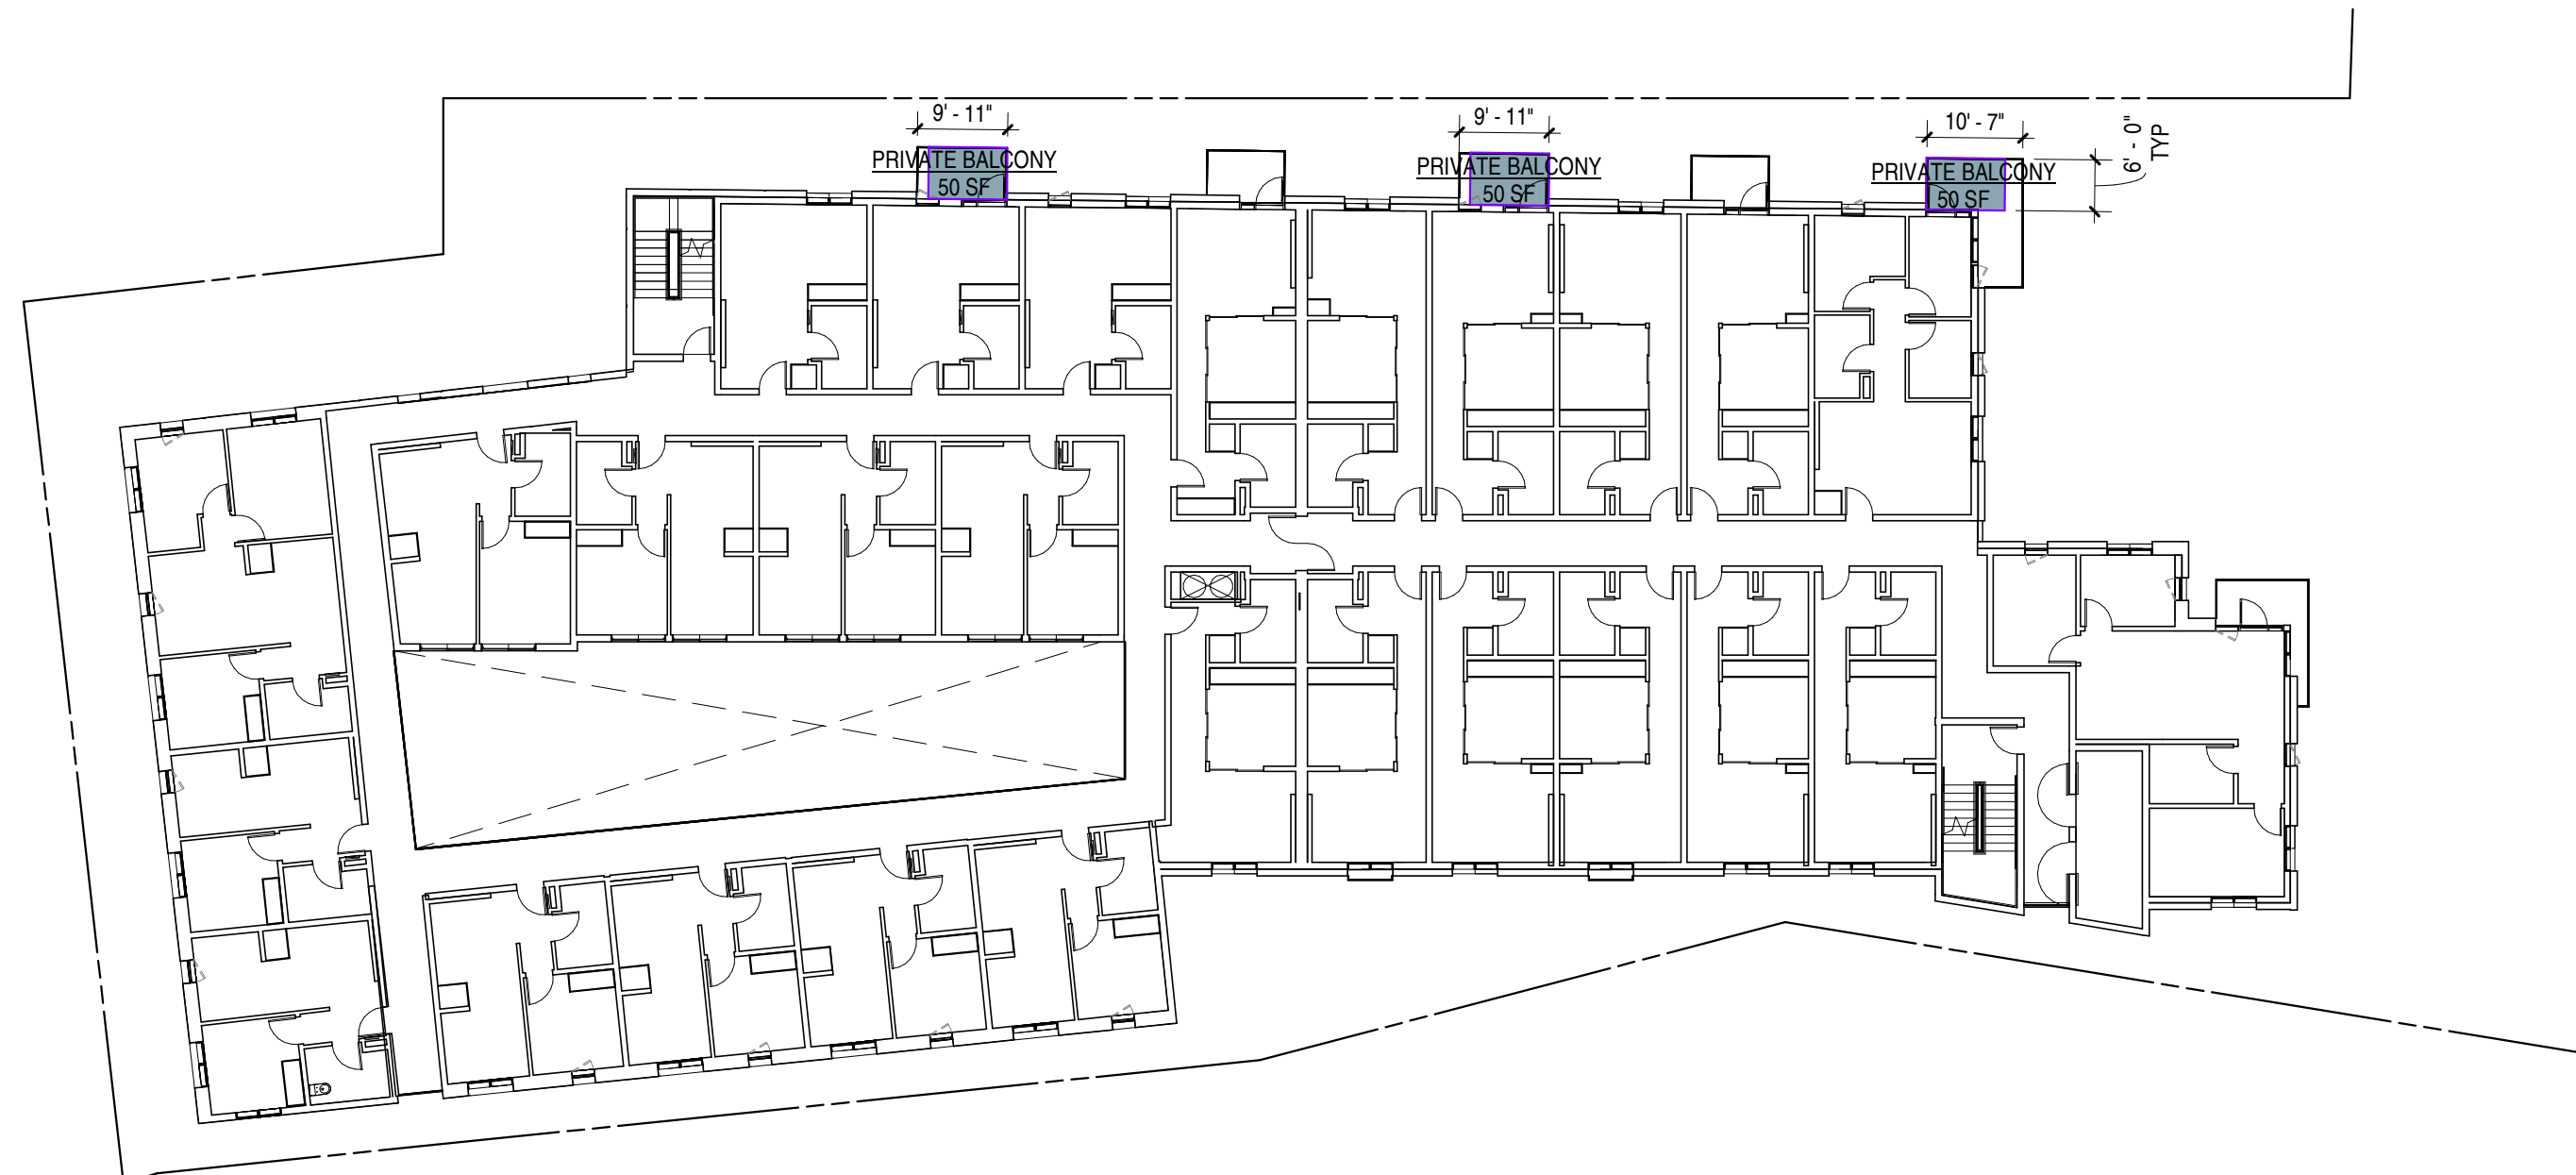 9' - 11"
PRIVATE BALCONY
50 SF
9' - 11"
PRIVATE BALCONY
50 SF
10' - 7"
PRIVATE BALCONY
50 SF
6' - 0"
TYP